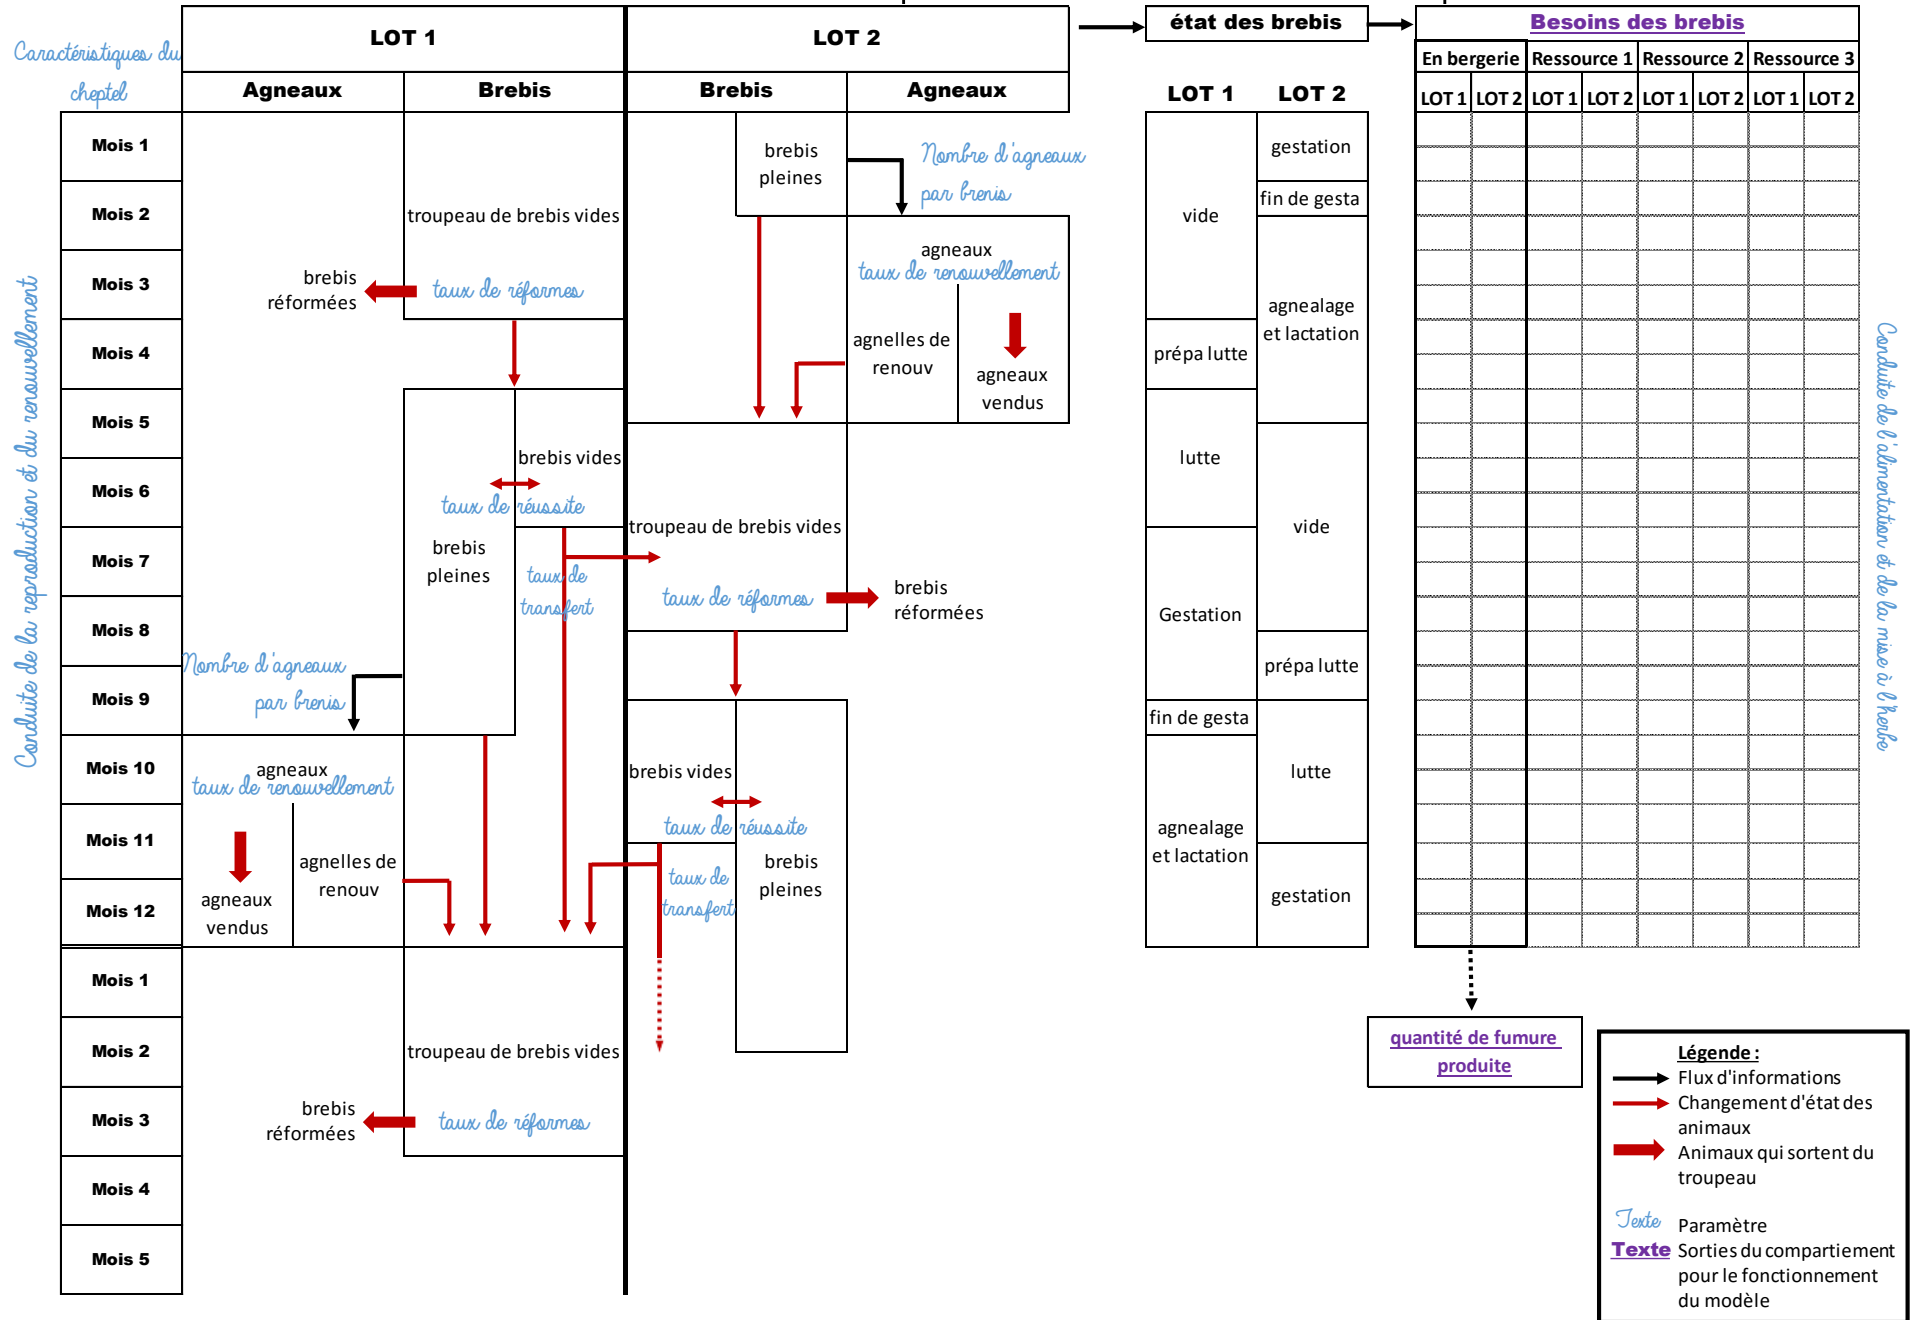 LOT 1
LOT 2
état des brebis
Besoins des brebis
Caractéristiques du
cheptel
Agneaux
Brebis
Brebis
Agneaux
LOT 1
LOT 2
En bergerie
Ressource 1
Ressource 2
Ressource 3
LOT 1
LOT 2
LOT 1
LOT 2
LOT 1
LOT 2
LOT 1
LOT 2
Conduite de la reproduction et du renouvellement
Mois 1
Mois 2
Mois 3
Mois 4
Mois 5
Mois 6
Mois 7
Mois 8
Mois 9
Mois 10
Mois 11
Mois 12
Mois 1
Mois 2
Mois 3
Mois 4
Mois 5
troupeau de brebis vides
brebis
réformées
taux de réformes
brebis vides
taux de réussite
brebis
pleines
taux de
transfert
Nombre d'agneaux
par brenis
agneaux
taux de renouvellement
agnelles de
renouv
agneaux
vendus
troupeau de brebis vides
brebis
réformées
taux de réformes
brebis
pleines
Nombre d'agneaux
par brenis
agneaux
taux de renouvellement
agnelles de
renouv
agneaux
vendus
troupeau de brebis vides
taux de réformes
brebis
réformées
brebis vides
taux de réussite
brebis
pleines
taux de
transfert
vide
prépa lutte
lutte
Gestation
fin de gesta
agnealage
et lactation
gestation
fin de gesta
agnealage
et lactation
vide
prépa lutte
lutte
gestation
Conduite de l'alimentation et de la mise à l'herbe
quantité de fumure
produite
Légende :
Flux d'informations
Changement d'état des
animaux
Animaux qui sortent du
troupeau
Texte Paramètre
Texte Sorties du compartiement
pour le fonctionnement
du modèle